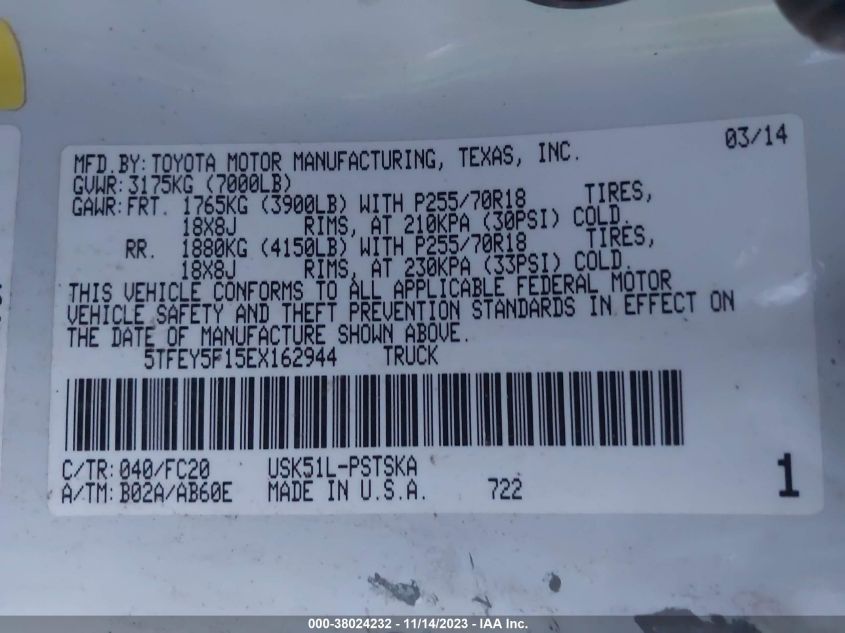 03/14
MFD.BY:TOYOTA MOTOR MANUFACTURING, TEXAS, INC.
GVWR:3175KG (7000LB)
GAWR:FRT. 1765KG (3900LB) WITH P255/70R18 TIRES,
18X8J RIMS, AT 210KPA (30PSI) COLD.
RR. 1880KG (4150LB) WITH P255/70R18 TIRES,
18X8J RIMS, AT 230KPA (33PSI) COLD.
THIS VEHICLE CONFORMS TO ALL APPLICABLE FEDERAL MOTOR
VEHICLE SAFETY AND THEFT PREVENTION STANDARDS IN EFFECT ON
THE DATE OF MANUFACTURE SHOWN ABOVE.
5TFEY5F15EX162944 TRUCK
C/TR:040/FC20 USK51L-PSTSKA
A/TM:B02A/AB60E MADE IN U.S.A. 722 1
000-38024232 - 11/14/2023 - IAA Inc.